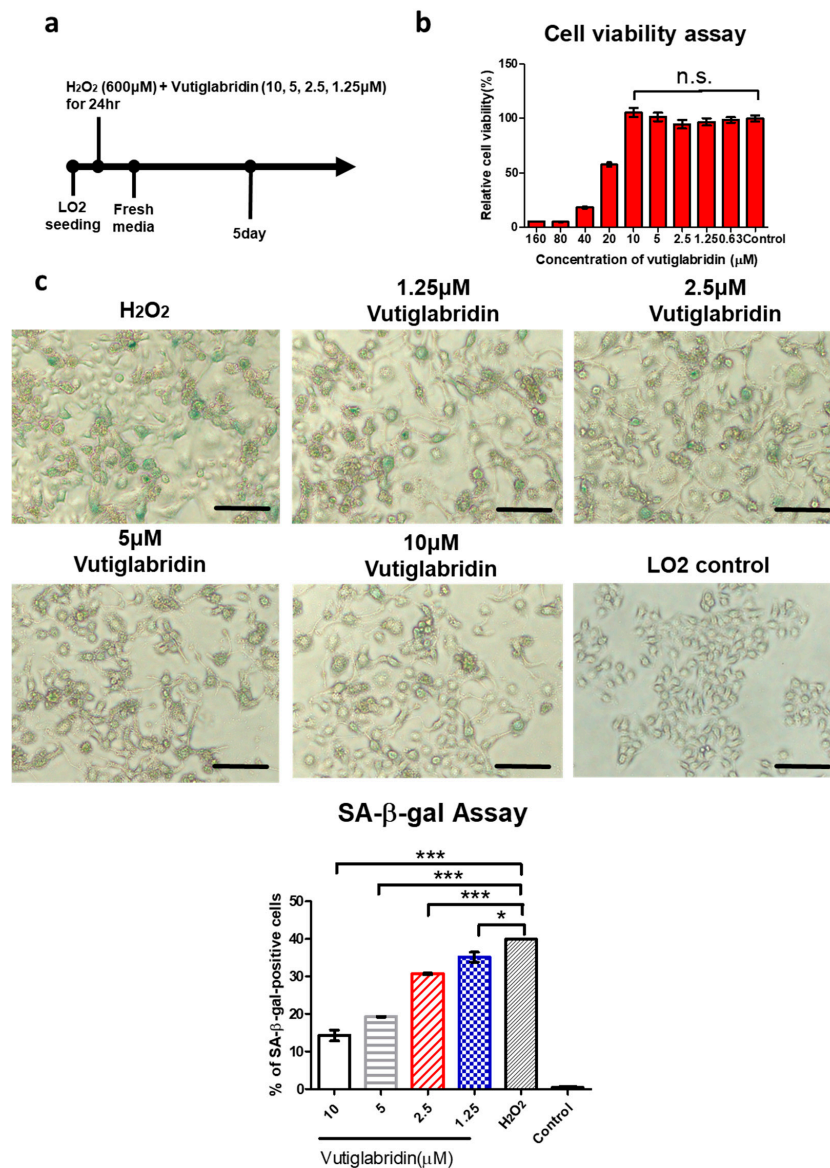 a
H₂O₂ (600µM) + Vutiglabridin (10, 5, 2.5, 1.25µM)
for 24hr
LO2
seeding
Fresh
media
5day
b
Cell viability assay
Relative cell viability(%)
150
100
50
0
n.s.
160 80 40 20 10 5 2.5 1.25 0.63 Control
Concentration of vutiglabridin (µM)
c
H₂O₂
1.25µM
Vutiglabridin
2.5µM
Vutiglabridin
5µM
Vutiglabridin
10µM
Vutiglabridin
LO2 control
SA-β-gal Assay
% of SA-β-gal-positive cells
50
40
30
20
10
0
***
***
***
*
10 5 2.5 1.25 H₂O₂ Control
Vutiglabridin(µM)